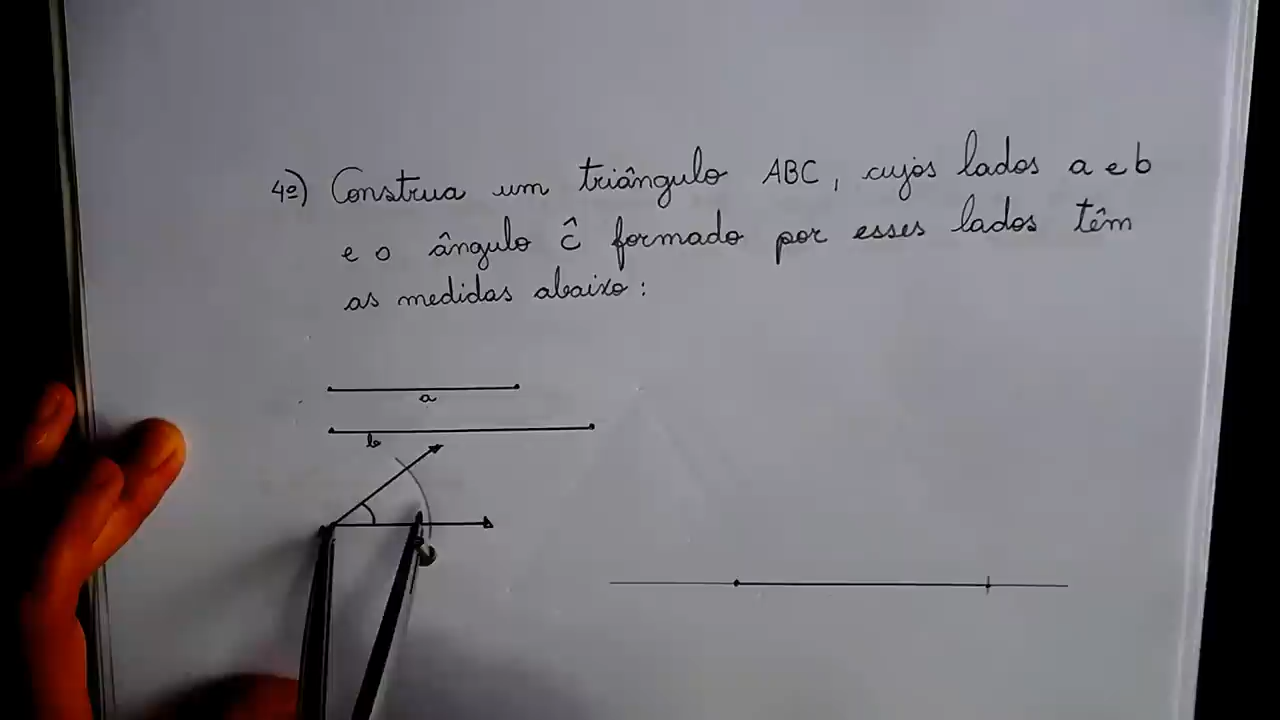 4º) Construa um triângulo ABC, cujos lados a e b
e o ângulo ĉ formado por esses lados têm
as medidas abaixo:
a
b